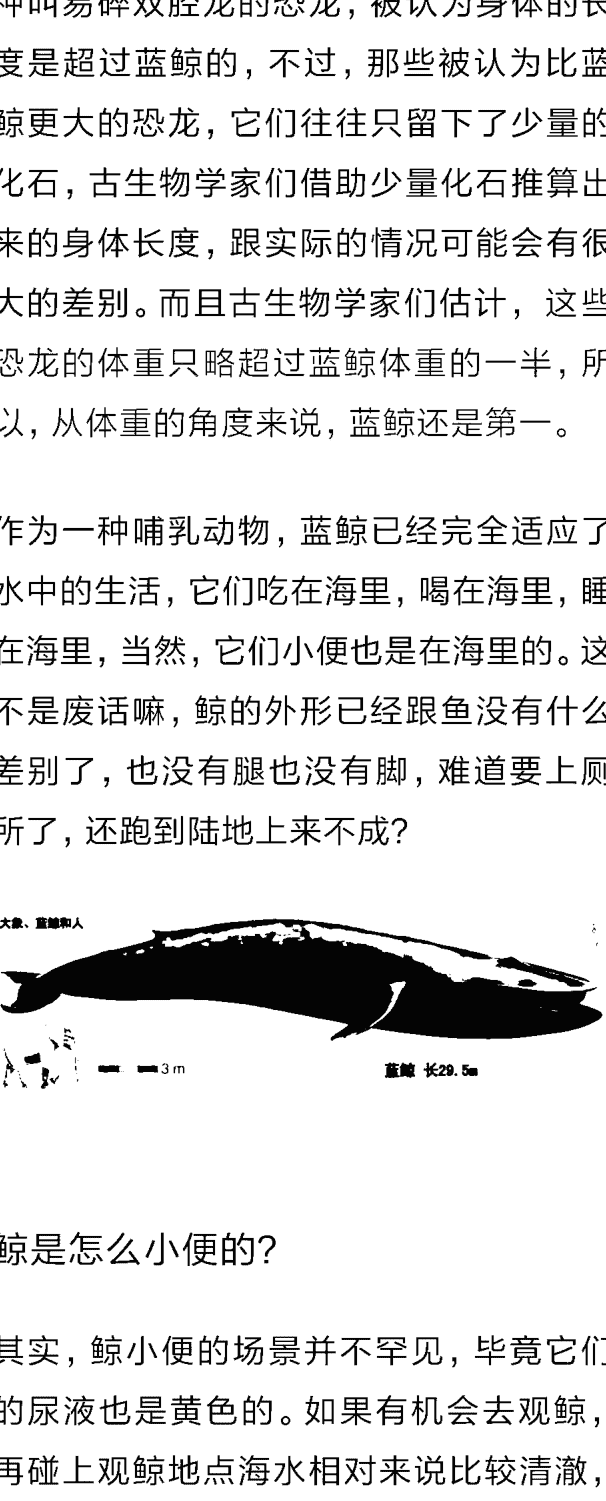 种叫易碎双腔龙的恐龙，被认为身体的长
度是超过蓝鲸的，不过，那些被认为比蓝
鲸更大的恐龙，它们往往只留下了少量的
化石，古生物学家们借助少量化石推算出
来的身体长度，跟实际的情况可能会有很
大的差别。而且古生物学家们估计，这些
恐龙的体重只略超过蓝鲸体重的一半，所
以，从体重的角度来说，蓝鲸还是第一。
作为一种哺乳动物，蓝鲸已经完全适应了
水中的生活，它们吃在海里，喝在海里，睡
在海里，当然，它们小便也是在海里的。这
不是废话嘛，鲸的外形已经跟鱼没有什么
差别了，也没有腿也没有脚，难道要上厕
所了，还跑到陆地上来不成？
大象、蓝鲸和人
3 m
蓝鲸 长29.5m
鲸是怎么小便的？
其实，鲸小便的场景并不罕见，毕竟它们
的尿液也是黄色的。如果有机会去观鲸，
再碰上观鲸地点海水相对来说比较清澈，